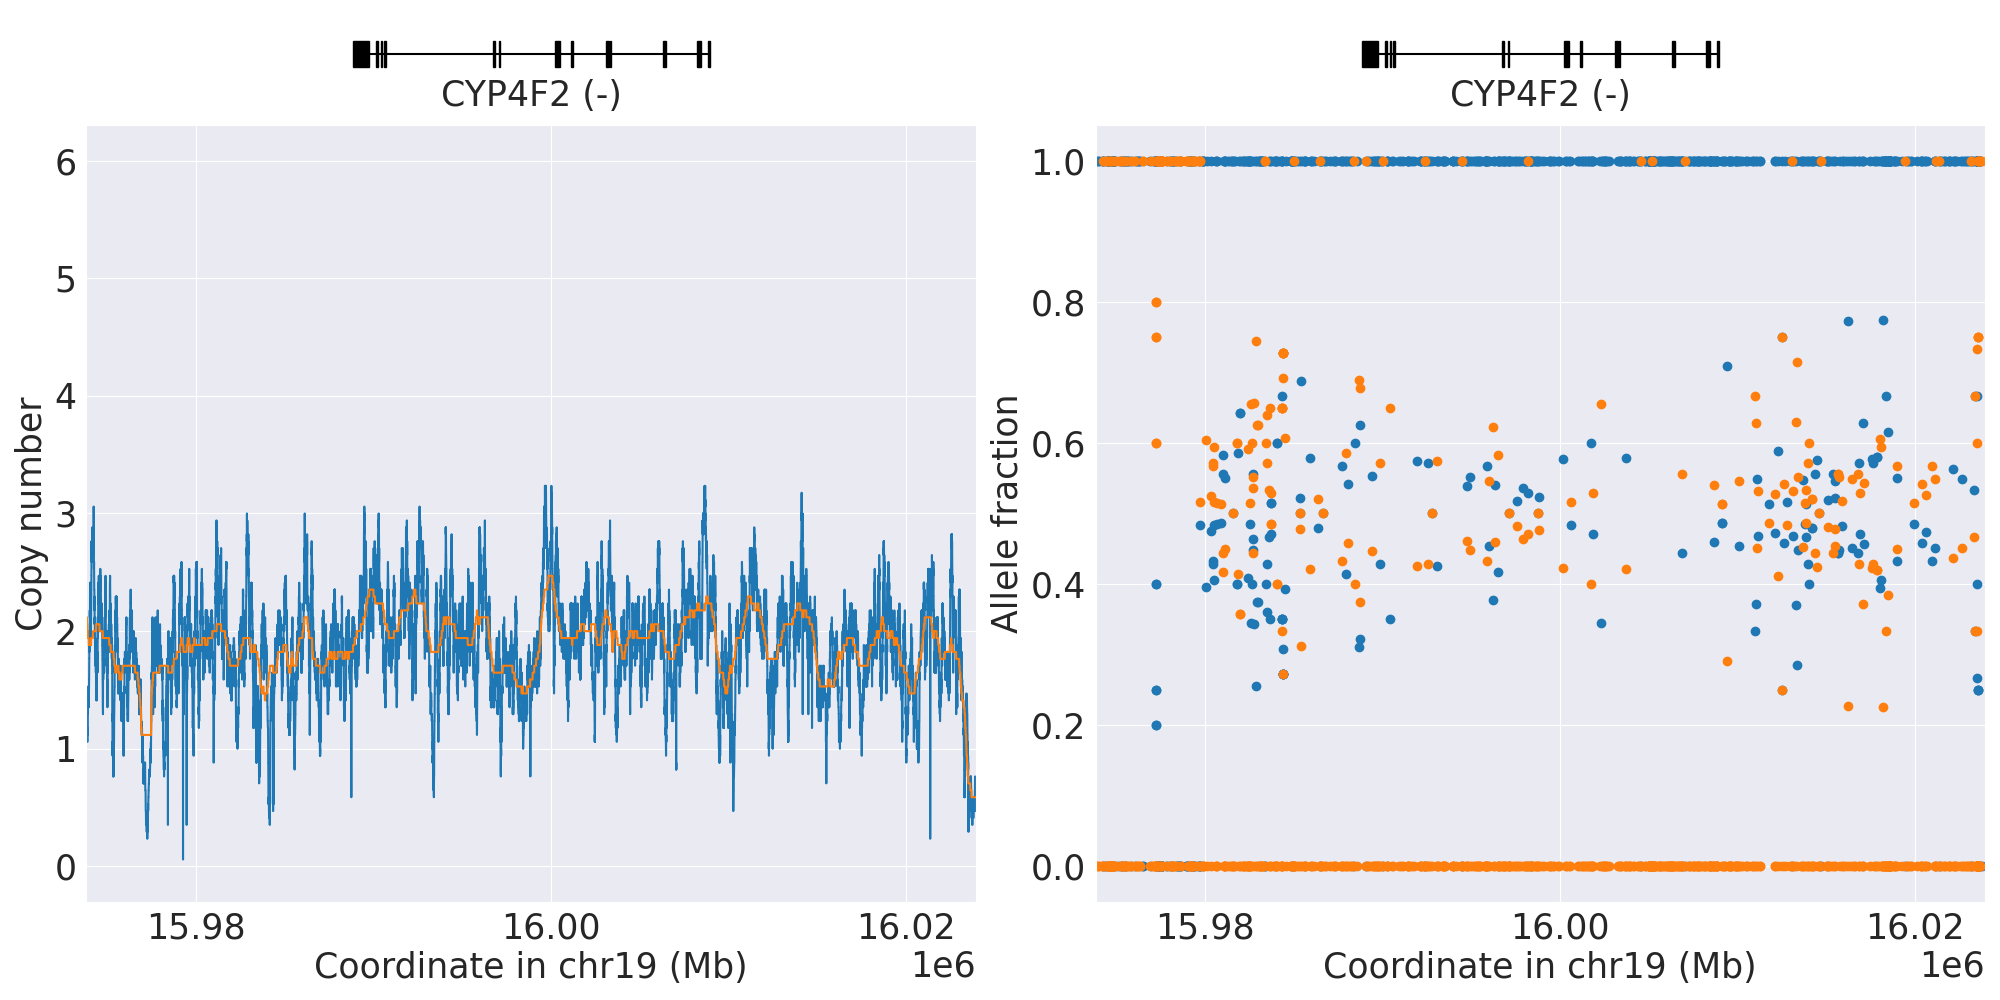 CYP4F2 (-)
6
5
4
3
2
1
0
Copy number
15.98
16.00
16.02
Coordinate in chr19 (Mb)
1e6
CYP4F2 (-)
1.0
0.8
0.6
0.4
0.2
0.0
Allele fraction
15.98
16.00
16.02
Coordinate in chr19 (Mb)
1e6